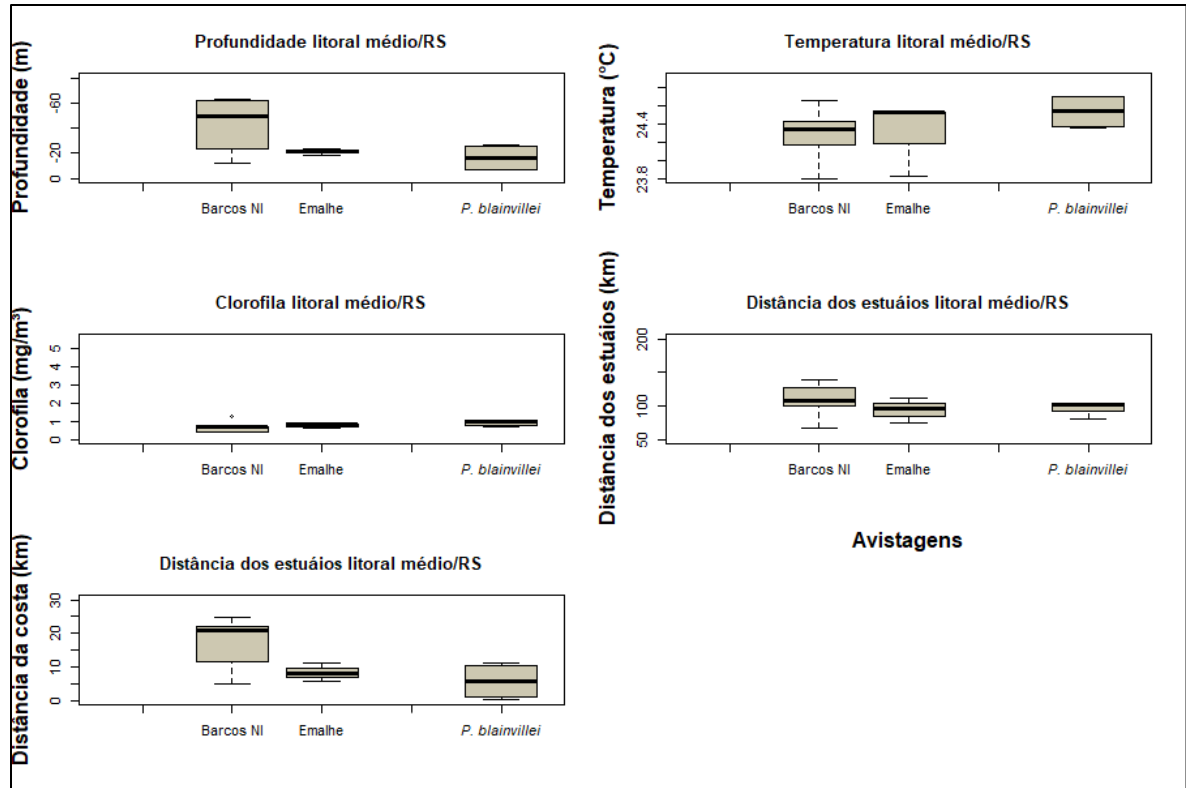 Profundidade litoral médio/RS
Profundidade (m)
-60
-20
0
Barcos NI
Emalhe
P. blainvillei
Temperatura litoral médio/RS
Temperatura (°C)
24.4
23.8
Barcos NI
Emalhe
P. blainvillei
Clorofila litoral médio/RS
Clorofila (mg/m³)
5
4
3
2
1
0
Barcos NI
Emalhe
P. blainvillei
Distância dos estuáios litoral médio/RS
Distância dos estuáios (km)
200
100
50
Barcos NI
Emalhe
P. blainvillei
Distância dos estuáios litoral médio/RS
Distância da costa (km)
30
20
10
0
Barcos NI
Emalhe
P. blainvillei
Avistagens